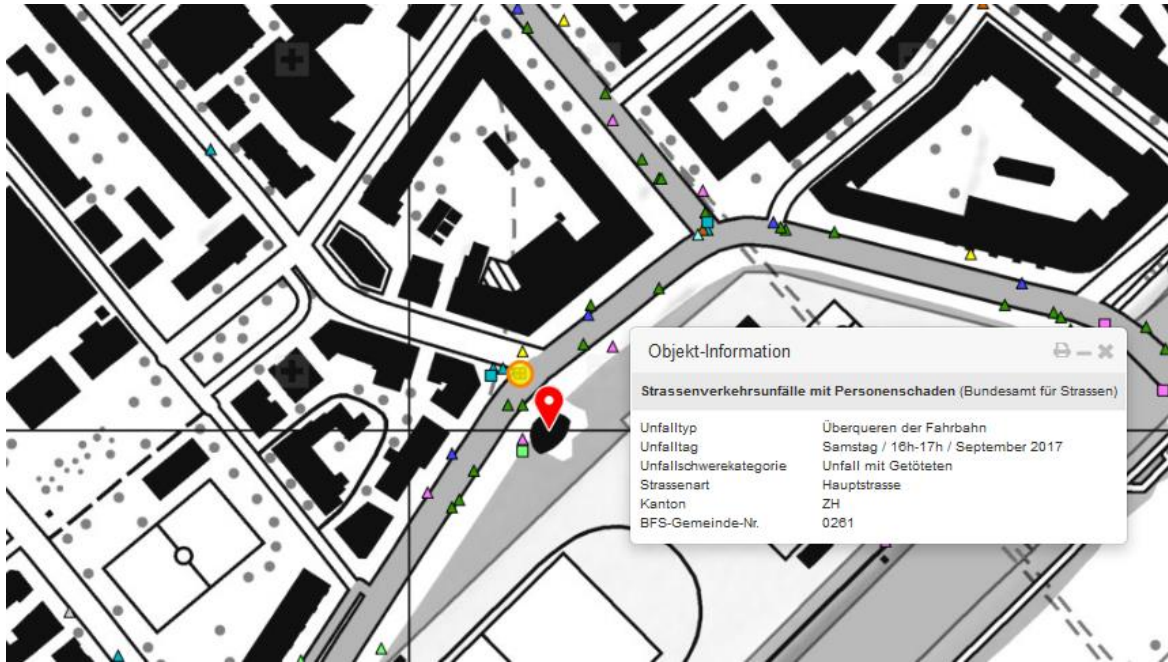 Objekt-Information
Strassenverkehrsunfälle mit Personenschaden (Bundesamt für Strassen)
Unfalltyp Überqueren der Fahrbahn
Unfalltag Samstag / 16h-17h / September 2017
Unfallschwerekategorie Unfall mit Getöteten
Strassenart Hauptstrasse
Kanton ZH
BFS-Gemeinde-Nr. 0261